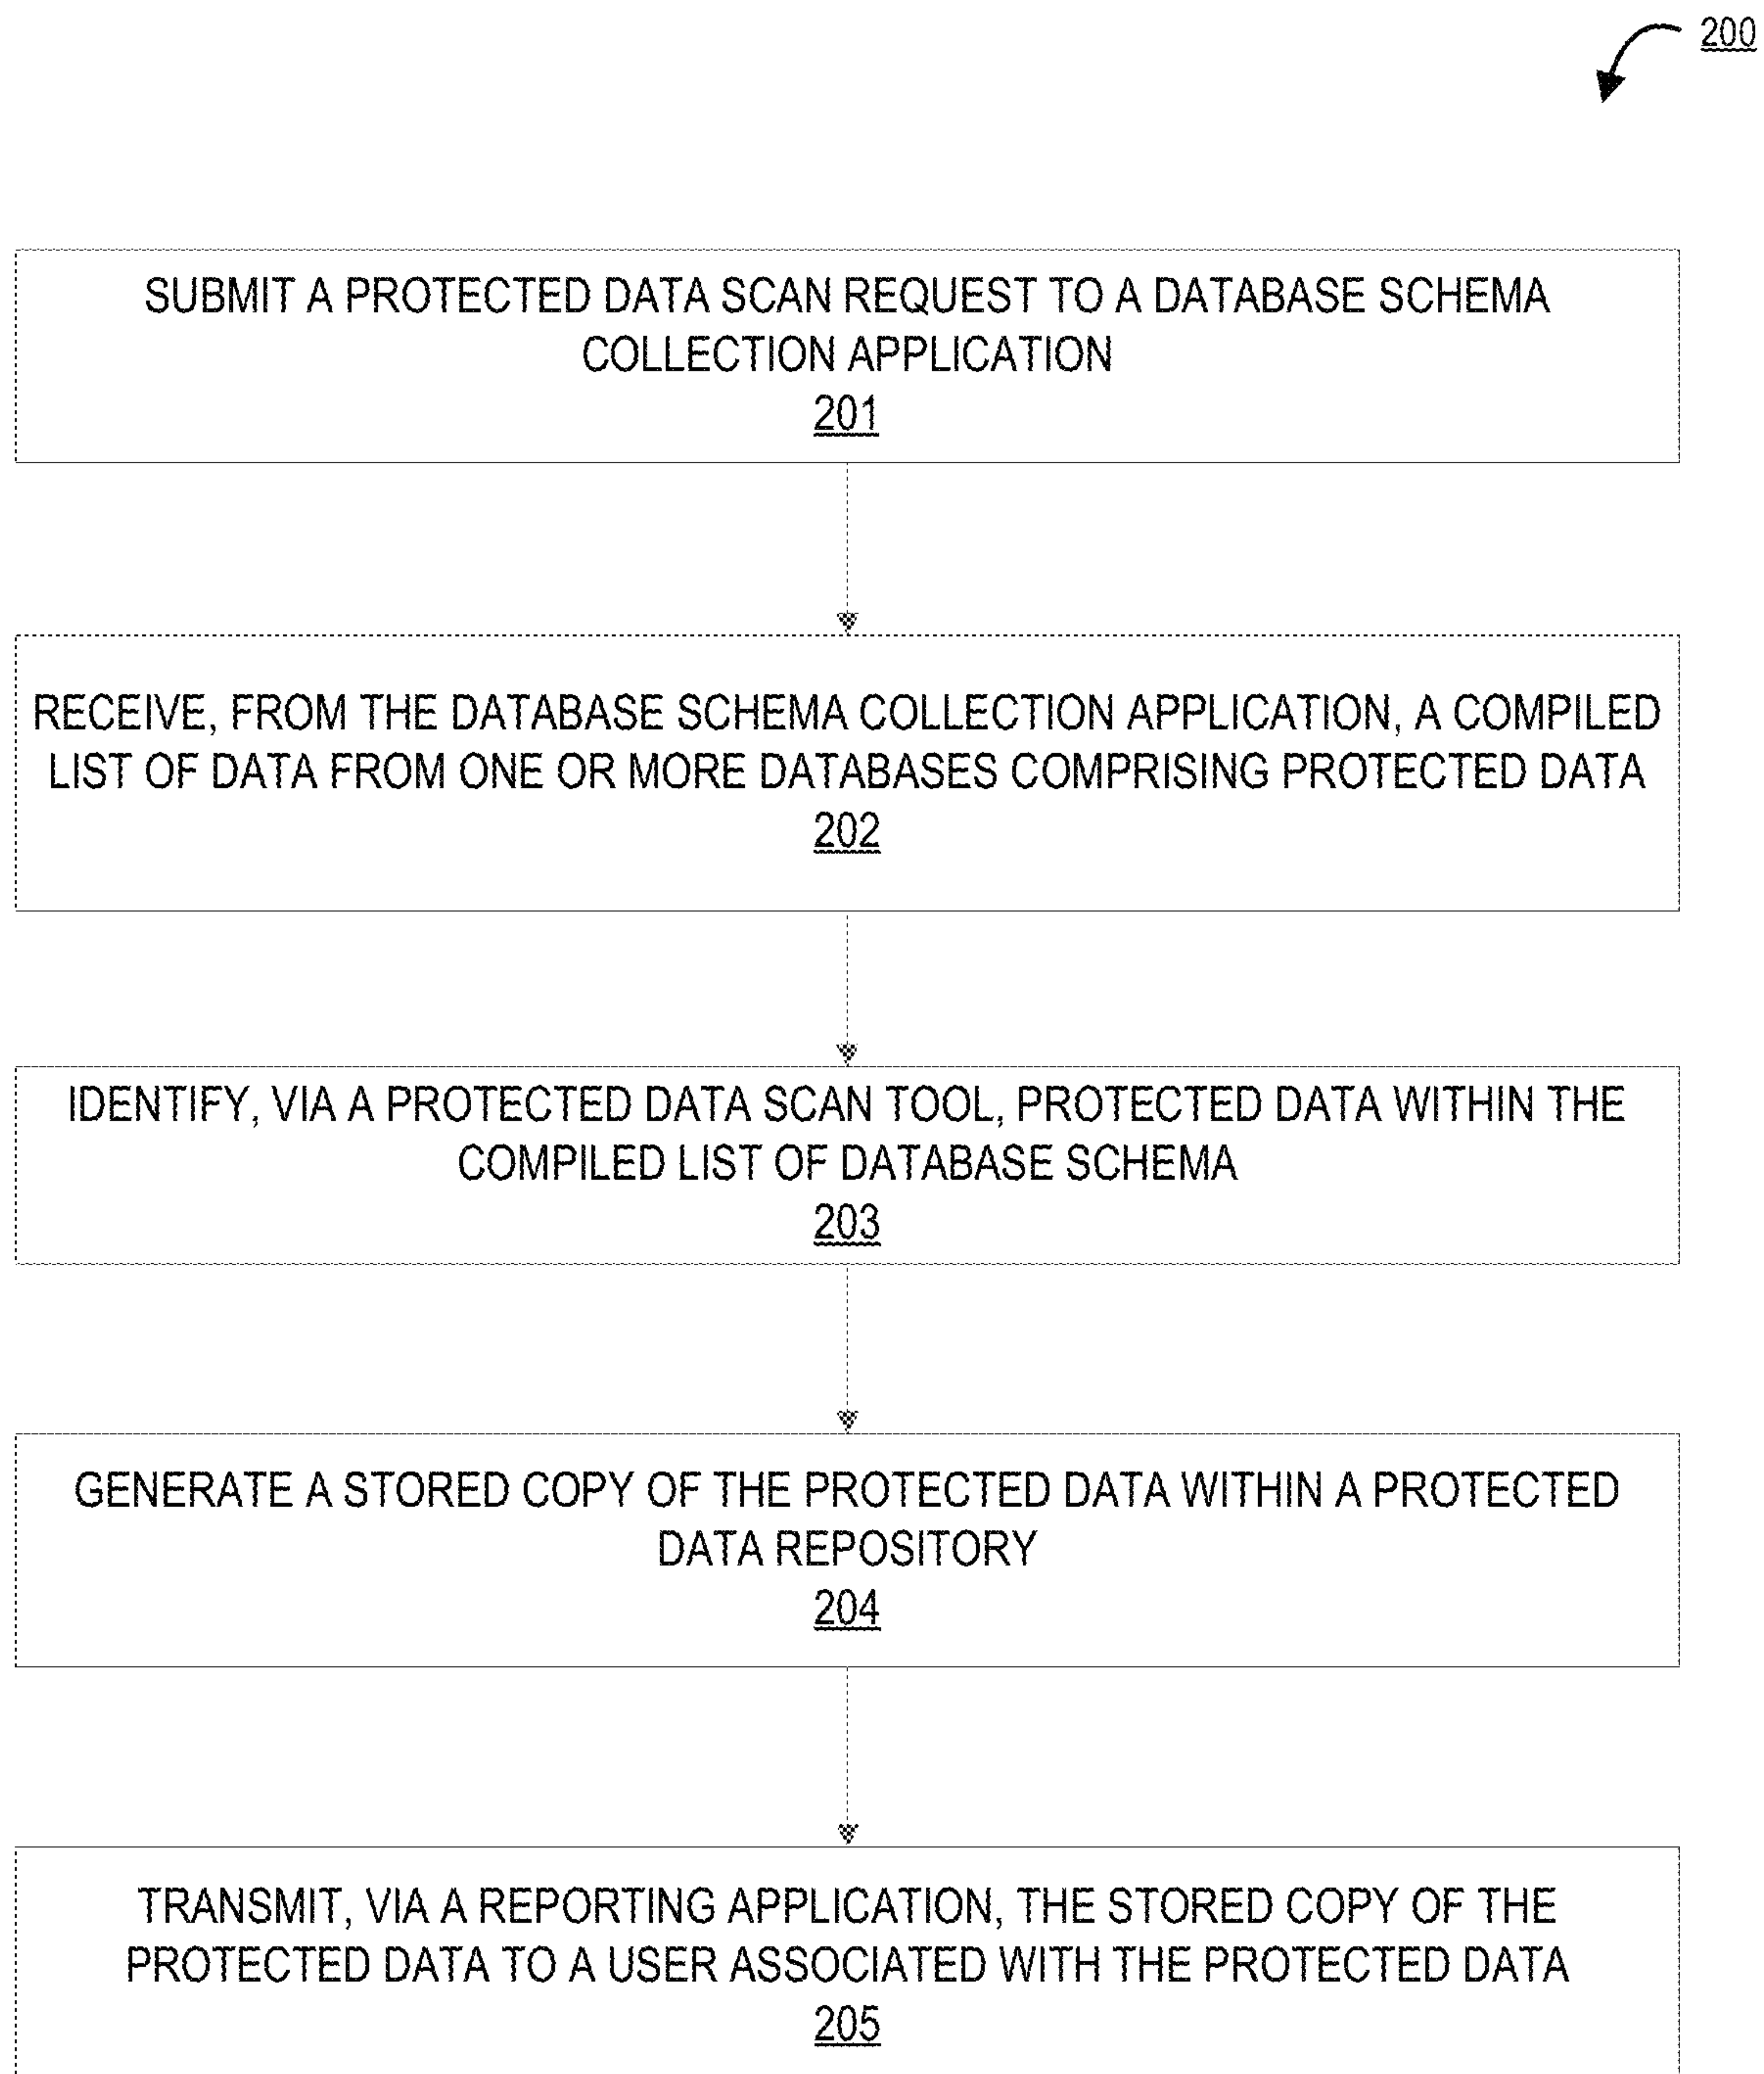 200
SUBMIT A PROTECTED DATA SCAN REQUEST TO A DATABASE SCHEMA
COLLECTION APPLICATION
201
RECEIVE, FROM THE DATABASE SCHEMA COLLECTION APPLICATION, A COMPILED
LIST OF DATA FROM ONE OR MORE DATABASES COMPRISING PROTECTED DATA
202
IDENTIFY, VIA A PROTECTED DATA SCAN TOOL, PROTECTED DATA WITHIN THE
COMPILED LIST OF DATABASE SCHEMA
203
GENERATE A STORED COPY OF THE PROTECTED DATA WITHIN A PROTECTED
DATA REPOSITORY
204
TRANSMIT, VIA A REPORTING APPLICATION, THE STORED COPY OF THE
PROTECTED DATA TO A USER ASSOCIATED WITH THE PROTECTED DATA
205